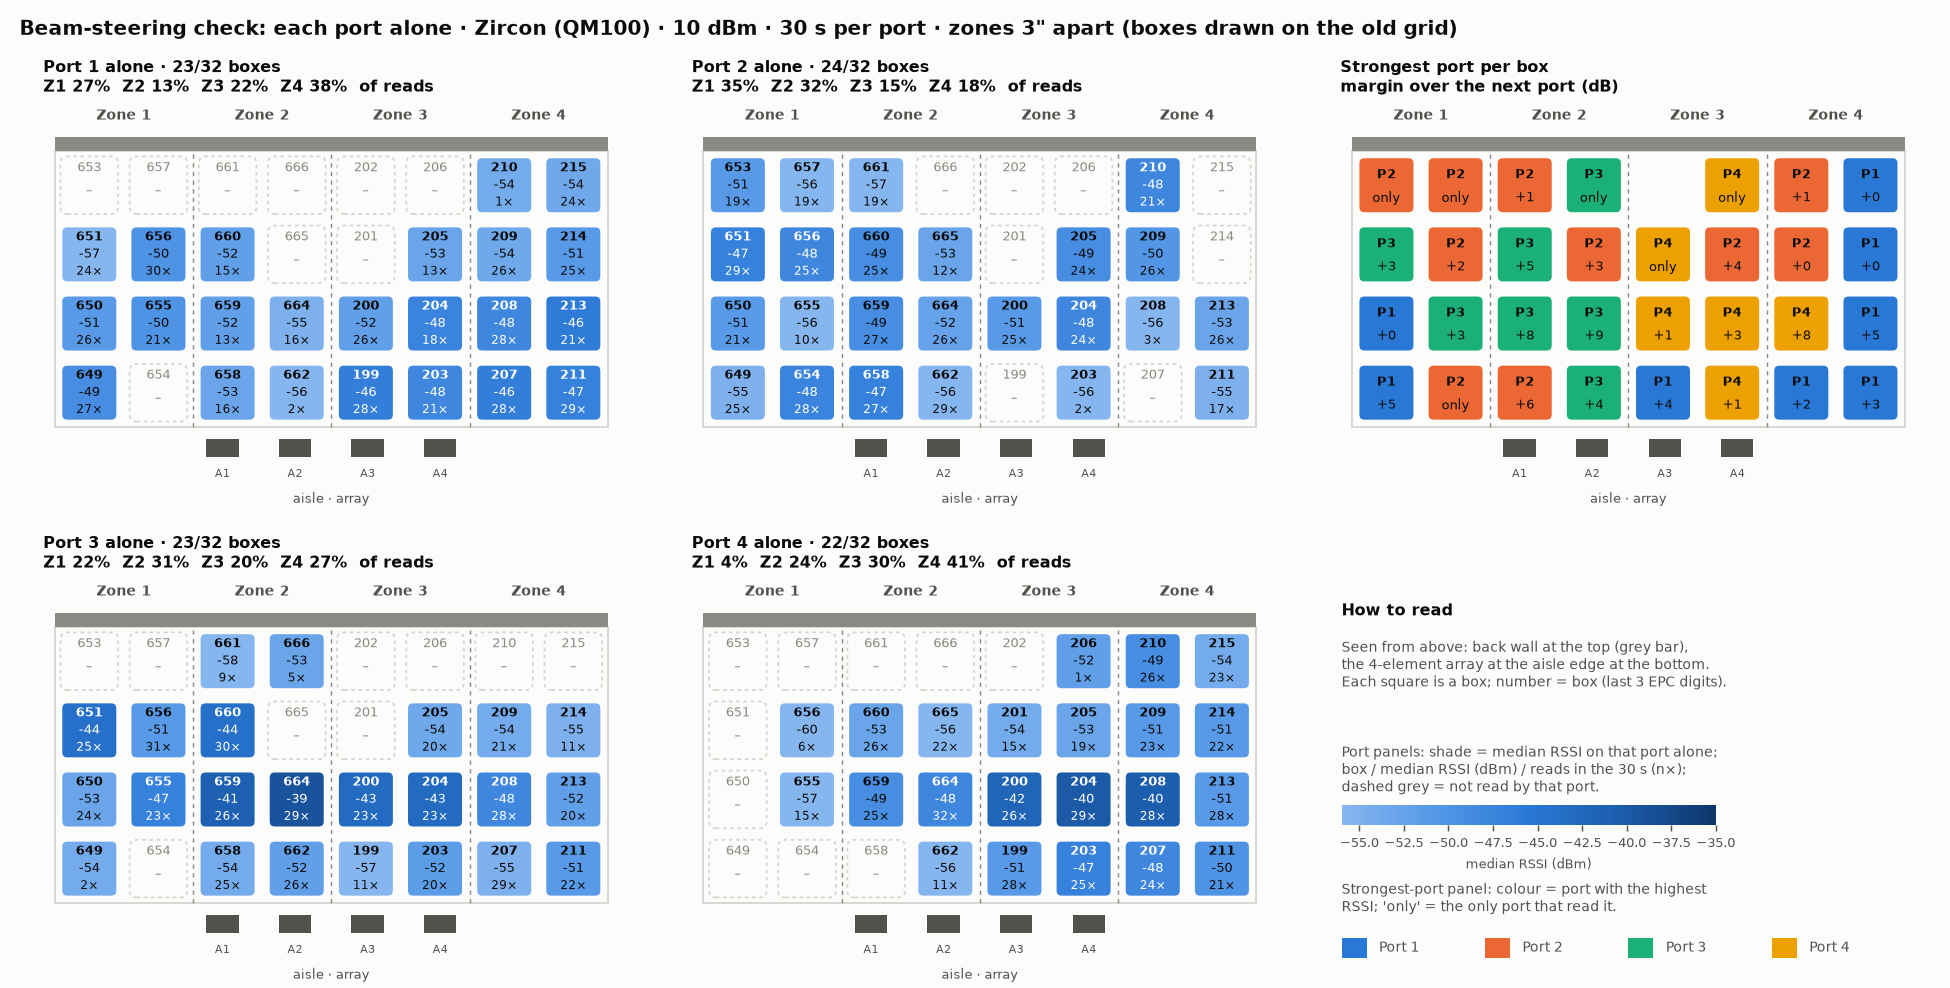 Beam-steering check: each port alone · Zircon (QM100) · 10 dBm · 30 s per port · zones 3" apart (boxes drawn on the old grid)
Port 1 alone · 23/32 boxes
Z1 27% Z2 13% Z3 22% Z4 38% of reads
Zone 1 Zone 2 Zone 3 Zone 4
653 657 661 666 202 206 210 215
– – – – – – -54 -54
1× 24×
651 656 660 665 201 205 209 214
-57 -50 -52 – – -53 -54 -51
24× 30× 15× 13× 26× 25×
650 655 659 664 200 204 208 213
-51 -50 -52 -55 -52 -48 -48 -46
26× 21× 13× 16× 26× 18× 28× 21×
649 654 658 662 199 203 207 211
-49 – -53 -56 -46 -48 -46 -47
27× 16× 2× 28× 21× 28× 29×
A1 A2 A3 A4
aisle · array
Port 2 alone · 24/32 boxes
Z1 35% Z2 32% Z3 15% Z4 18% of reads
Zone 1 Zone 2 Zone 3 Zone 4
653 657 661 666 202 206 210 215
-51 -56 -57 – – – -48 –
19× 19× 19× 21×
651 656 660 665 201 205 209 214
-47 -48 -49 -53 – -49 -50 –
29× 25× 25× 12× 24× 26×
650 655 659 664 200 204 208 213
-51 -56 -49 -52 -51 -48 -56 -53
21× 10× 27× 26× 25× 24× 3× 26×
649 654 658 662 199 203 207 211
-55 -48 -47 -56 – -56 – -55
25× 28× 27× 29× 2× 17×
A1 A2 A3 A4
aisle · array
Strongest port per box
margin over the next port (dB)
Zone 1 Zone 2 Zone 3 Zone 4
P2 P2 P2 P3 P4 P2 P1
only only +1 only only +1 +0
P3 P2 P3 P2 P4 P2 P2 P1
+3 +2 +5 +3 only +4 +0 +0
P1 P3 P3 P3 P4 P4 P4 P1
+0 +3 +8 +9 +1 +3 +8 +5
P1 P2 P2 P3 P1 P4 P1 P1
+5 only +6 +4 +4 +1 +2 +3
A1 A2 A3 A4
aisle · array
Port 3 alone · 23/32 boxes
Z1 22% Z2 31% Z3 20% Z4 27% of reads
Zone 1 Zone 2 Zone 3 Zone 4
653 657 661 666 202 206 210 215
– – -58 -53 – – – –
9× 5×
651 656 660 665 201 205 209 214
-44 -51 -44 – – -54 -54 -55
25× 31× 30× 20× 21× 11×
650 655 659 664 200 204 208 213
-53 -47 -41 -39 -43 -43 -48 -52
24× 23× 26× 29× 23× 23× 28× 20×
649 654 658 662 199 203 207 211
-54 – -54 -52 -57 -52 -55 -51
2× 25× 26× 11× 20× 29× 22×
A1 A2 A3 A4
aisle · array
Port 4 alone · 22/32 boxes
Z1 4% Z2 24% Z3 30% Z4 41% of reads
Zone 1 Zone 2 Zone 3 Zone 4
653 657 661 666 202 206 210 215
– – – – – -52 -49 -54
1× 26× 23×
651 656 660 665 201 205 209 214
– -60 -53 -56 -54 -53 -51 -51
6× 26× 22× 15× 19× 23× 22×
650 655 659 664 200 204 208 213
– -57 -49 -48 -42 -40 -40 -51
15× 25× 32× 26× 29× 28× 28×
649 654 658 662 199 203 207 211
– – – -56 -51 -47 -48 -50
11× 28× 25× 24× 21×
A1 A2 A3 A4
aisle · array
How to read
Seen from above: back wall at the top (grey bar),
the 4-element array at the aisle edge at the bottom.
Each square is a box; number = box (last 3 EPC digits).
Port panels: shade = median RSSI on that port alone;
box / median RSSI (dBm) / reads in the 30 s (n×);
dashed grey = not read by that port.
−55.0 −52.5 −50.0 −47.5 −45.0 −42.5 −40.0 −37.5 −35.0
median RSSI (dBm)
Strongest-port panel: colour = port with the highest
RSSI; 'only' = the only port that read it.
Port 1 Port 2 Port 3 Port 4